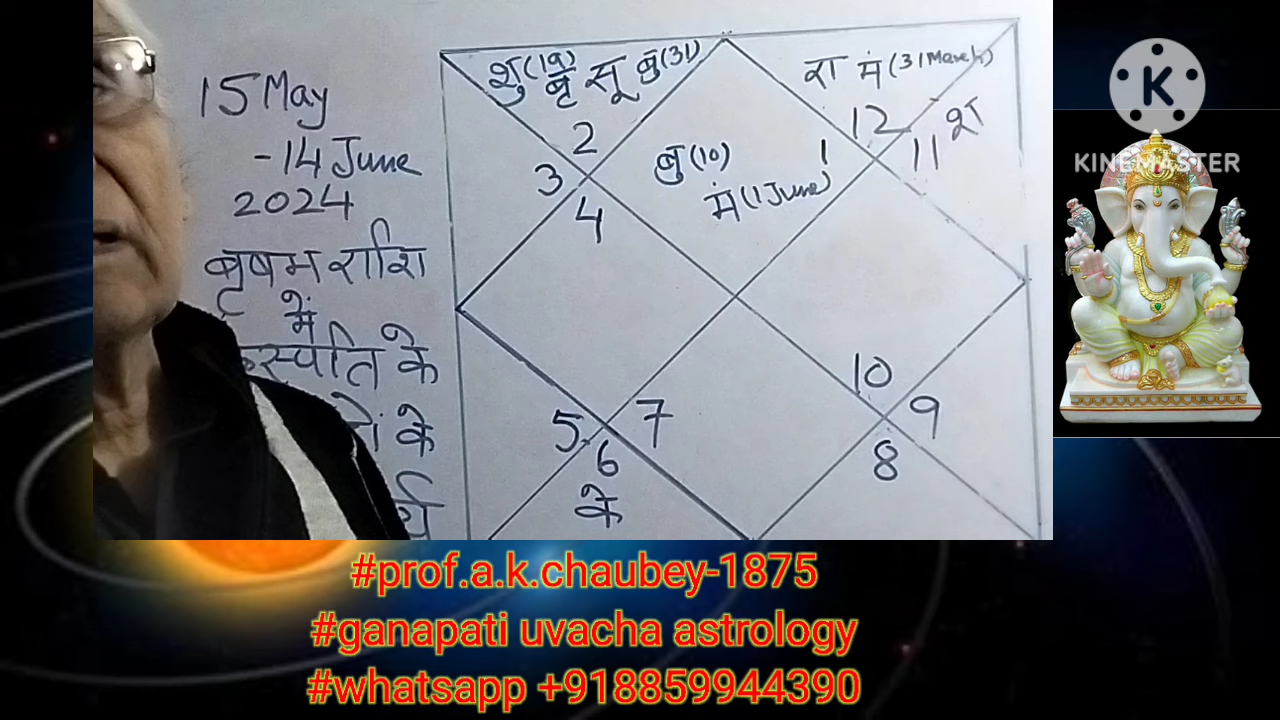 15 May
- 14 June
2024
वृषभ राशि
में
स्पति के
के
शु (19) बृ सू बु (31)
2
3
4
बु (10)
मं (1 June)
1
रा मं (31 March)
12
11 श
10
9
8
7
5
6
के
K
KINEMASTER
#prof.a.k.chaubey-1875
#ganapati uvacha astrology
#whatsapp +918859944390